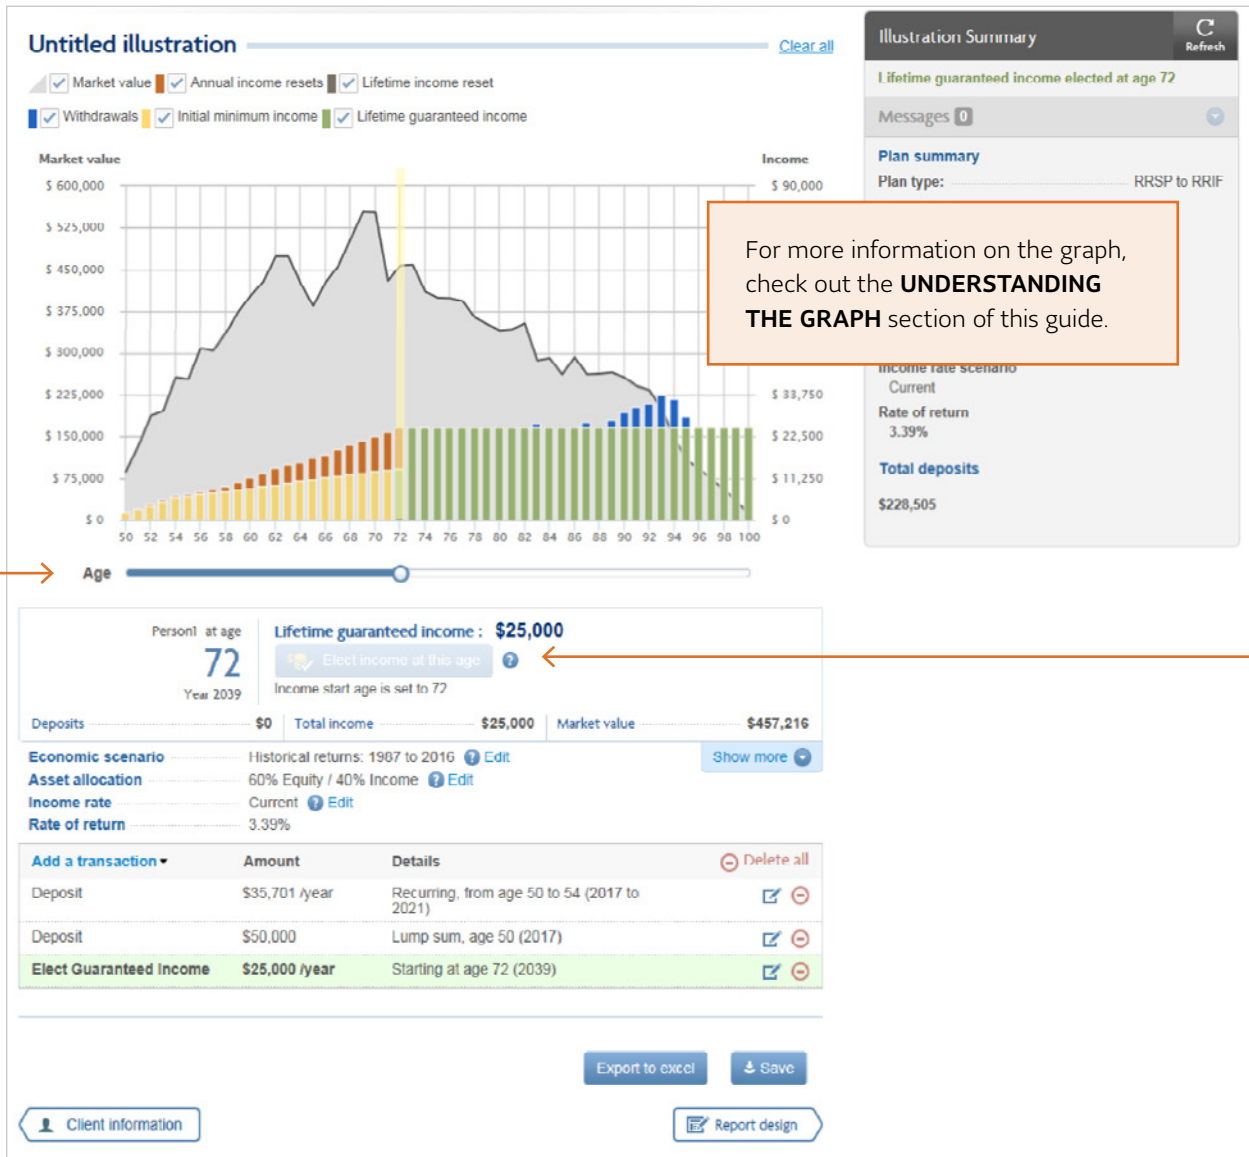 Untitled illustration
Clear all
Market value Annual income resets Lifetime income reset
Withdrawals Initial minimum income Lifetime guaranteed income
Market value
Income
$ 600,000
$ 525,000
$ 450,000
$ 375,000
$ 300,000
$ 225,000
$ 150,000
$ 75,000
$ 0
$ 90,000
$ 33,750
$ 22,500
$ 11,250
$ 0
50 52 54 56 58 60 62 64 66 68 70 72 74 76 78 80 82 84 86 88 90 92 94 96 98 100
Age
Illustration Summary
Refresh
Lifetime guaranteed income elected at age 72
Messages 0
Plan summary
Plan type: RRSP to RRIF
For more information on the graph,
check out the UNDERSTANDING
THE GRAPH section of this guide.
Income rate scenario
Current
Rate of return
3.39%
Total deposits
$228,505
Person1 at age
72
Year 2039
Lifetime guaranteed income : $25,000
Elect income at this age ?
Income start age is set to 72
Deposits $0 Total income $25,000 Market value $457,216
Economic scenario Historical returns: 1987 to 2016 ? Edit
Show more
Asset allocation 60% Equity / 40% Income ? Edit
Income rate Current ? Edit
Rate of return 3.39%
Add a transaction Amount Details Delete all
Deposit $35,701 /year Recurring, from age 50 to 54 (2017 to
2021)
Deposit $50,000 Lump sum, age 50 (2017)
Elect Guaranteed Income $25,000 /year Starting at age 72 (2039)
Export to excel
Save
Client information
Report design